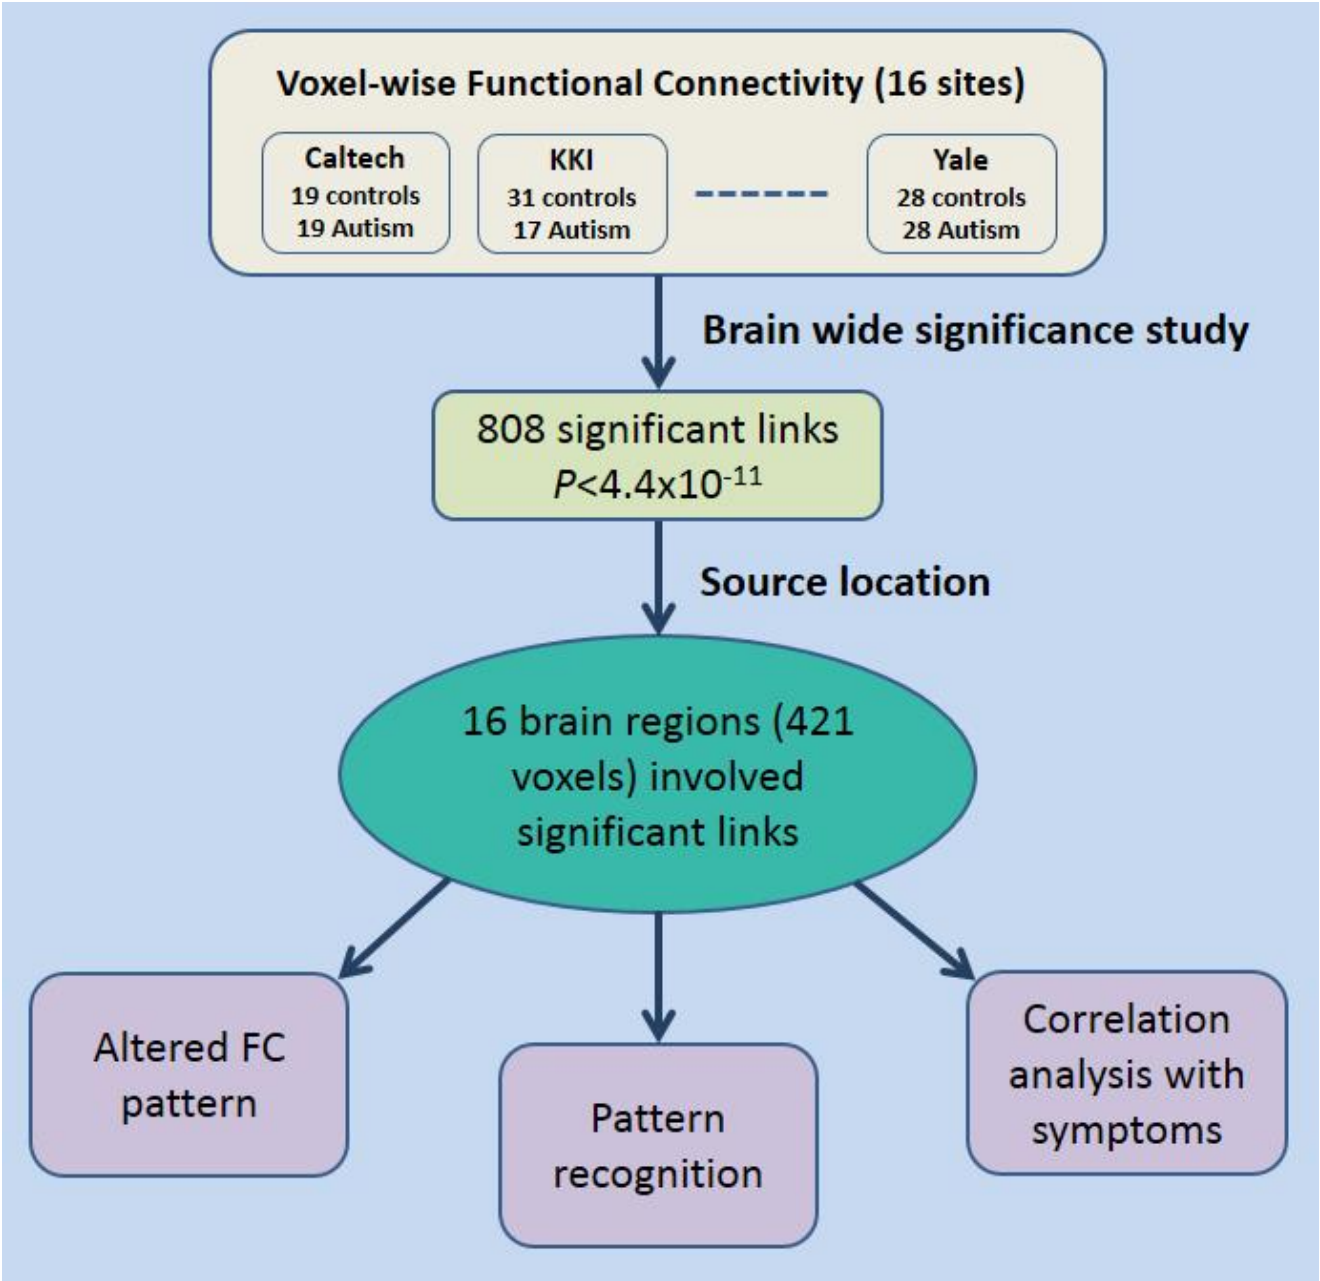 Voxel-wise Functional Connectivity (16 sites)
Caltech
19 controls
19 Autism
KKI
31 controls
17 Autism
Yale
28 controls
28 Autism
Brain wide significance study
808 significant links
P<4.4x10⁻¹¹
Source location
16 brain regions (421
voxels) involved
significant links
Altered FC
pattern
Pattern
recognition
Correlation
analysis with
symptoms